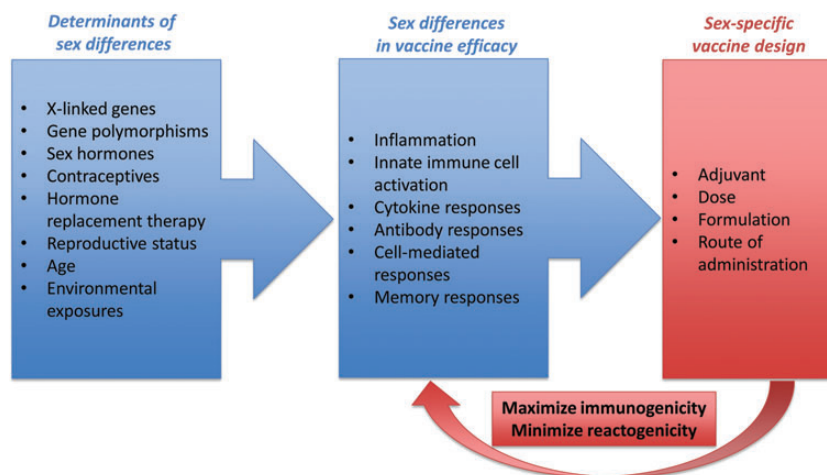 Determinants of
sex differences
• X-linked genes
• Gene polymorphisms
• Sex hormones
• Contraceptives
• Hormone
replacement therapy
• Reproductive status
• Age
• Environmental
exposures
Sex differences
in vaccine efficacy
• Inflammation
• Innate immune cell
activation
• Cytokine responses
• Antibody responses
• Cell-mediated
responses
• Memory responses
Sex-specific
vaccine design
• Adjuvant
• Dose
• Formulation
• Route of
administration
Maximize immunogenicity
Minimize reactogenicity